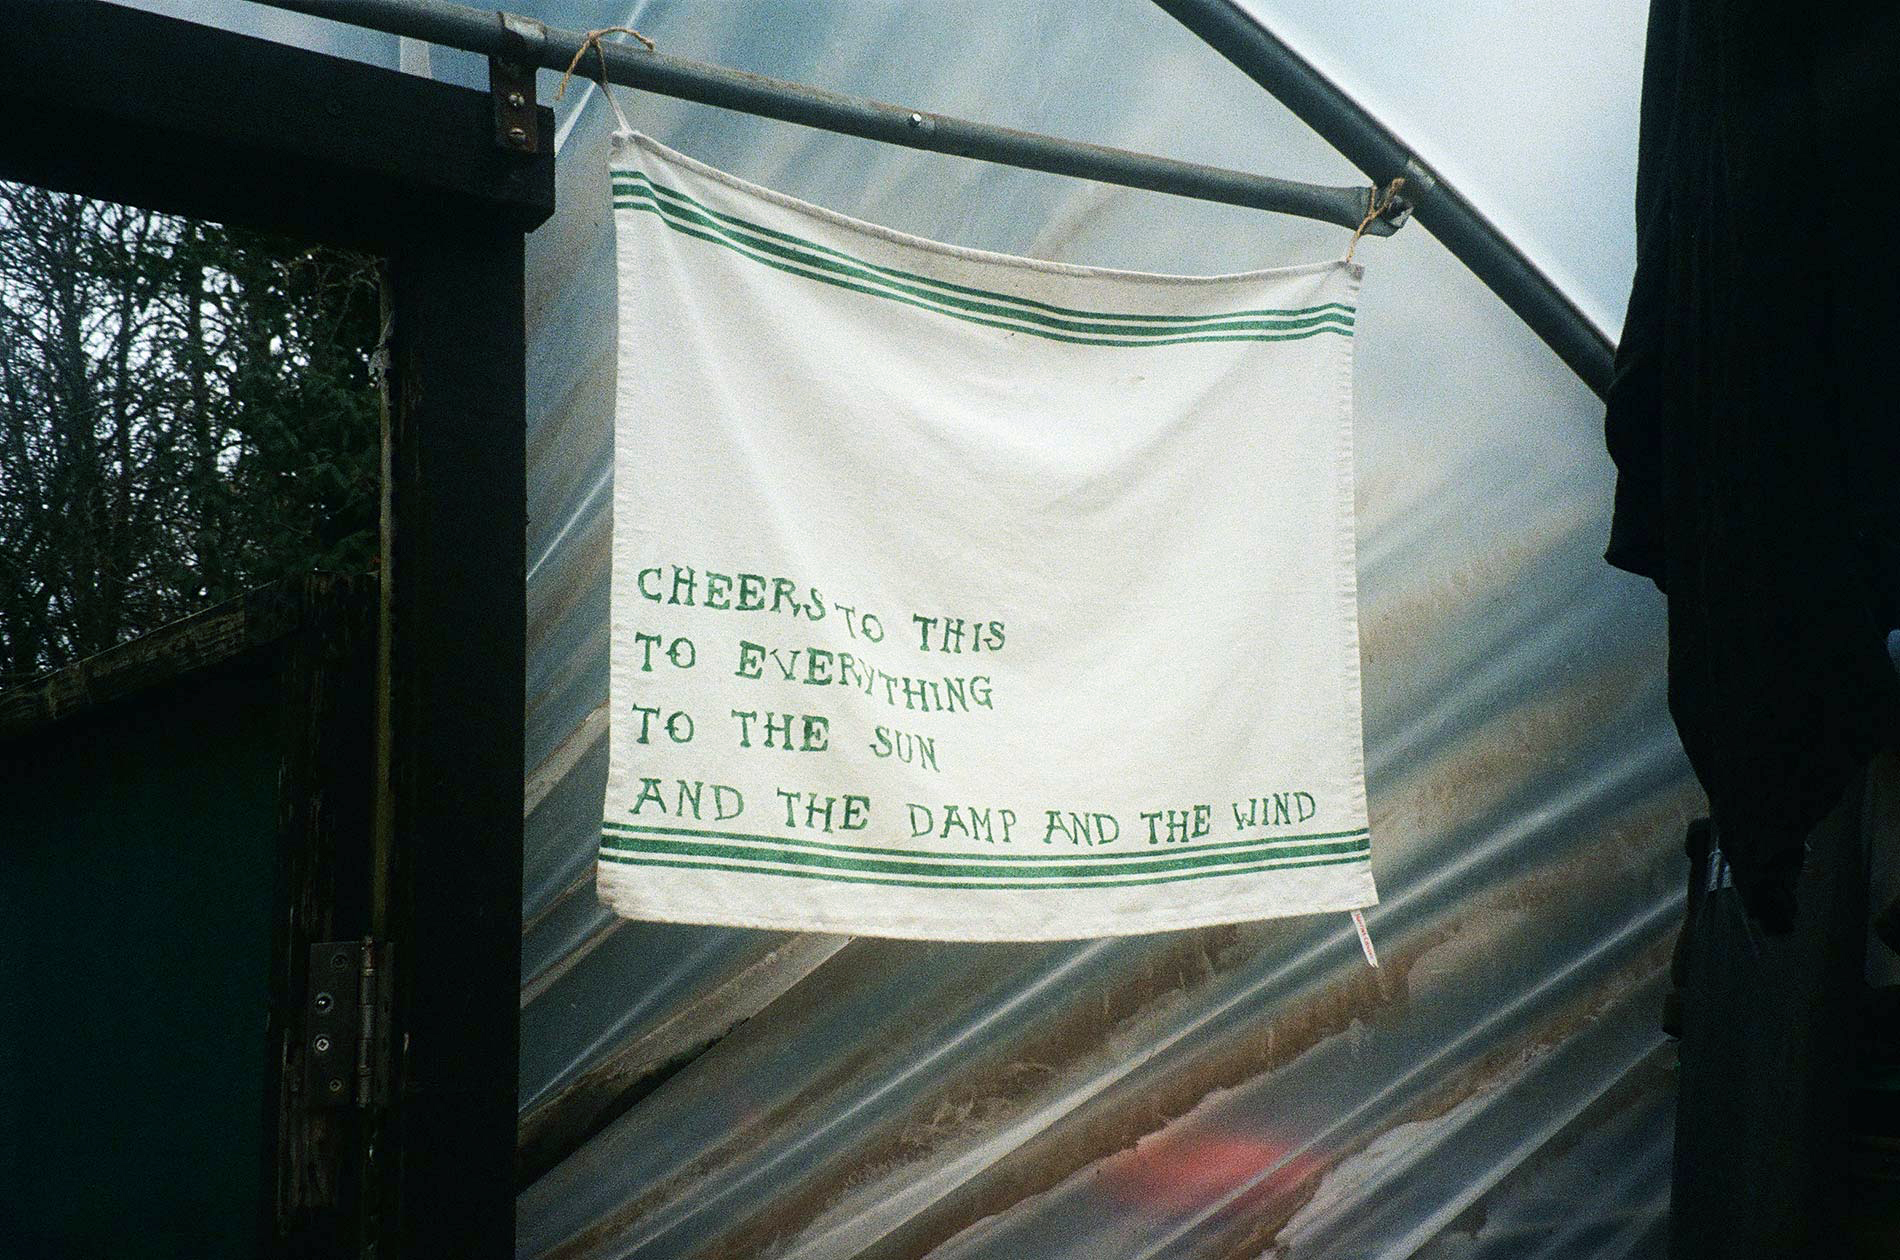 CHEERS TO THIS
TO EVERYTHING
TO THE SUN
AND THE DAMP AND THE WIND